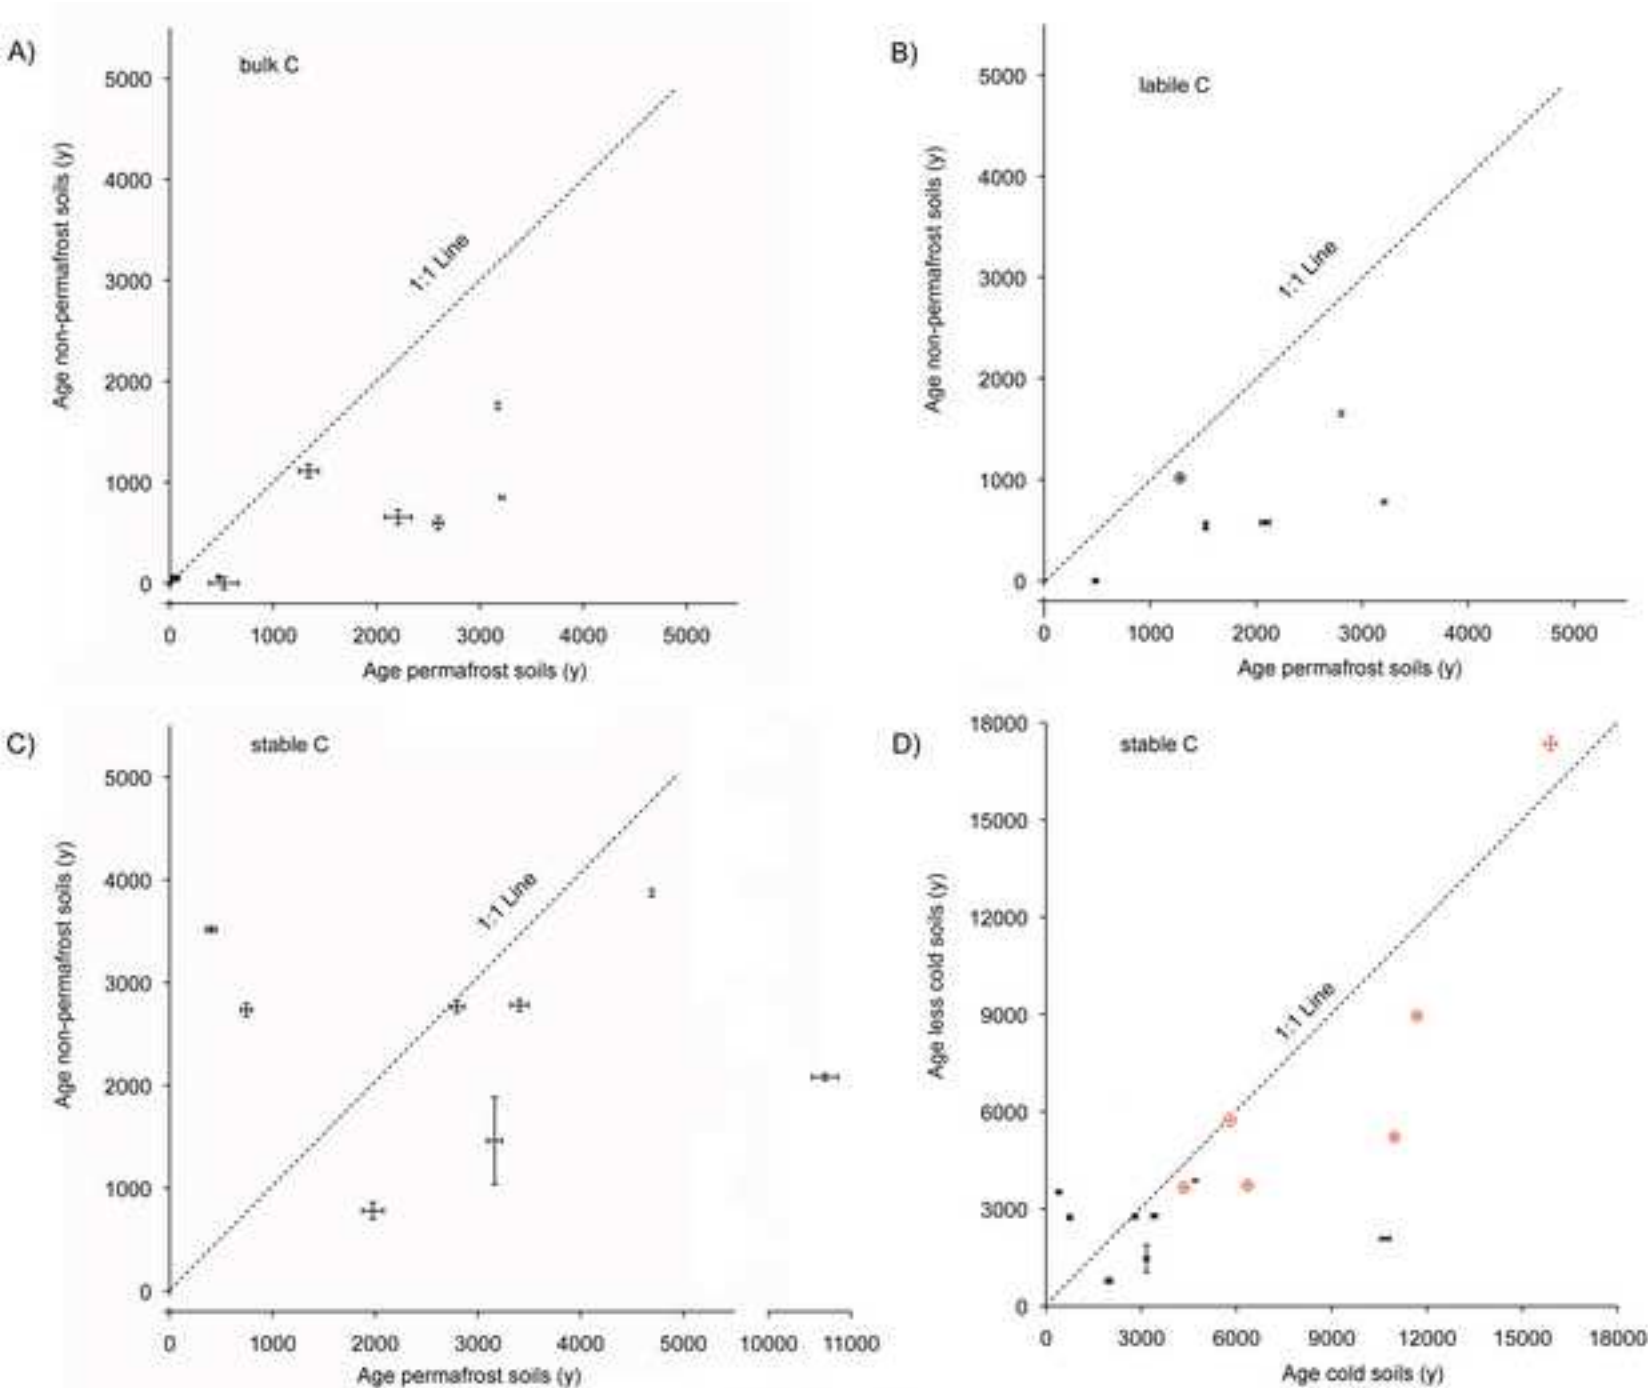 A)
bulk C
5000
4000
3000
2000
1000
0
Age non-permafrost soils (y)
1:1 Line
0 1000 2000 3000 4000 5000
Age permafrost soils (y)
B)
labile C
5000
4000
3000
2000
1000
0
Age non-permafrost soils (y)
1:1 Line
0 1000 2000 3000 4000 5000
Age permafrost soils (y)
C)
stable C
5000
4000
3000
2000
1000
0
Age non-permafrost soils (y)
1:1 Line
0 1000 2000 3000 4000 5000 10000 11000
Age permafrost soils (y)
D)
stable C
18000
15000
12000
9000
6000
3000
0
Age less cold soils (y)
1:1 Line
0 3000 6000 9000 12000 15000 18000
Age cold soils (y)